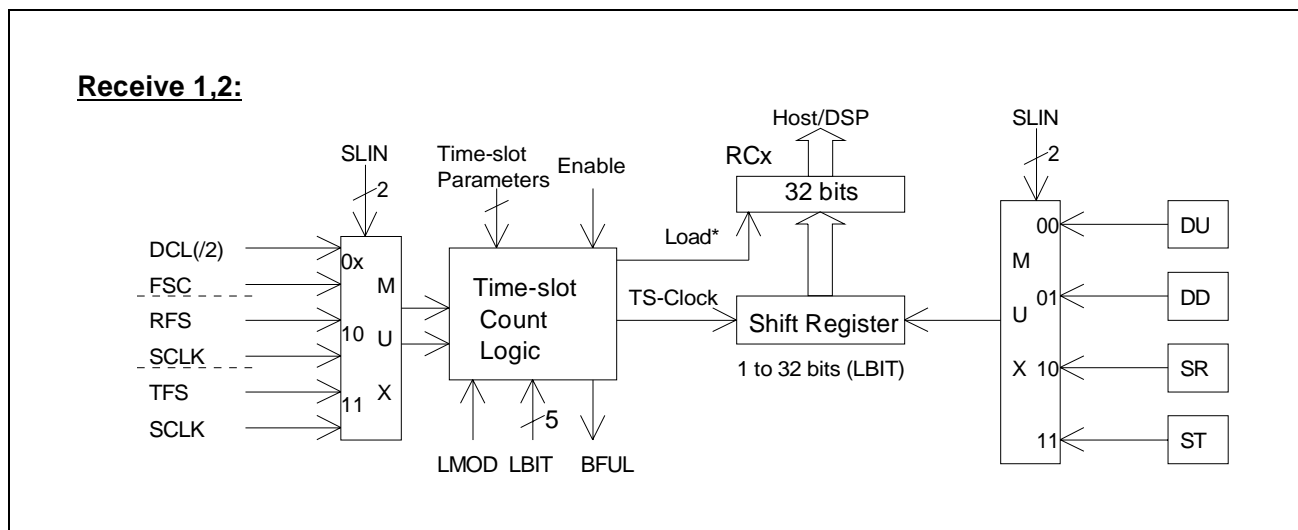 Receive 1,2:
Host/DSP
SLIN
SLIN
Time-slot
Parameters
Enable
RCx
2
2
32 bits
DCL(/2)
0x
FSC
M
Time-slot
Count
Logic
Load*
TS-Clock
RFS
10
U
SCLK
TFS
11
X
SCLK
Shift Register
1 to 32 bits (LBIT)
5
LMOD
LBIT
BFUL
00
DU
M
01
DD
U
X
10
SR
11
ST